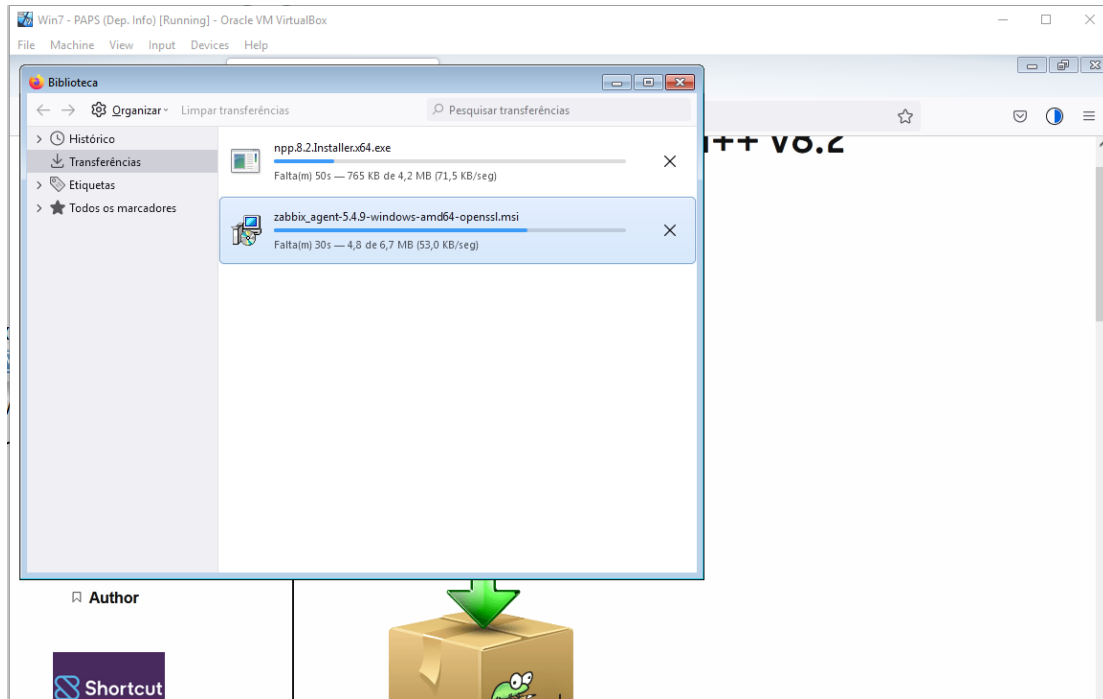 Win7 - PAPS (Dep. Info) [Running] - Oracle VM VirtualBox
File Machine View Input Devices Help
Biblioteca
Organizar Limpar transferências Pesquisar transferências
Histórico
Transferências
Etiquetas
Todos os marcadores
npp.8.2.Installer.x64.exe
Falta(m) 50s — 765 KB de 4,2 MB (71,5 KB/seg)
zabbix_agent-5.4.9-windows-amd64-openssl.msi
Falta(m) 30s — 4,8 de 6,7 MB (53,0 KB/seg)
++ v8.2
Author
Shortcut